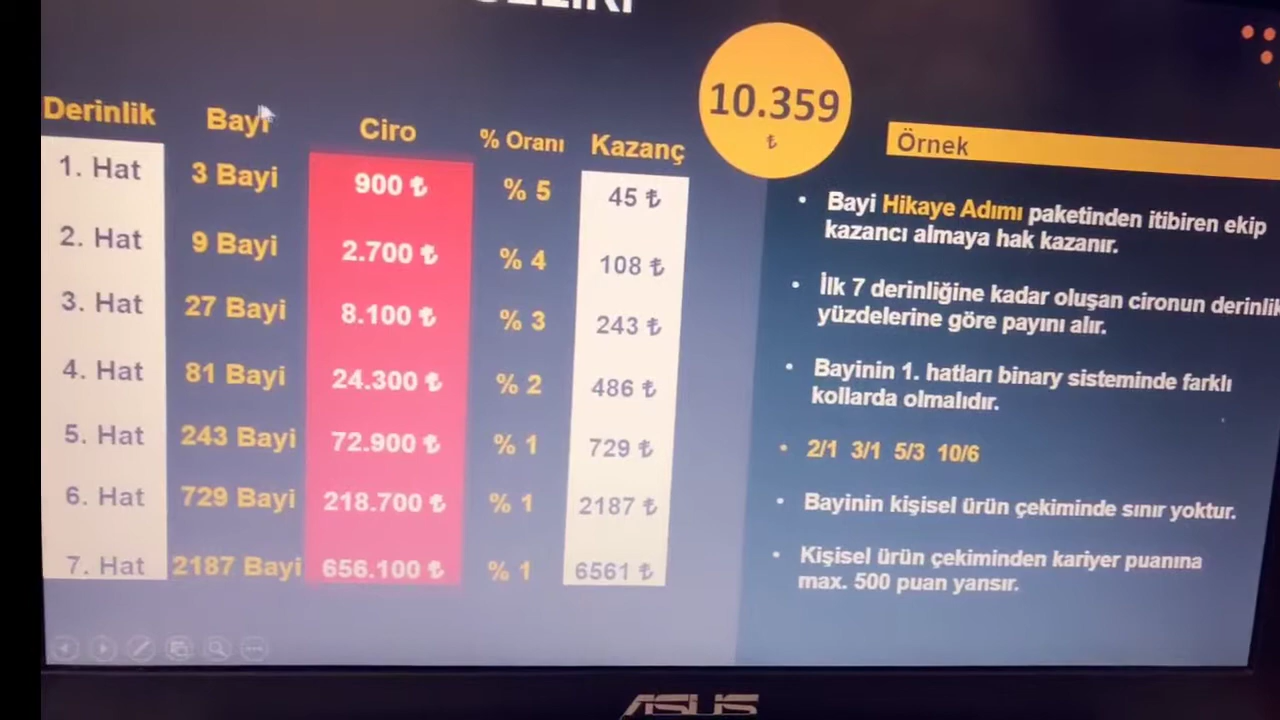 10.359
₺
Derinlik Bayi Ciro % Oranı Kazanç
1. Hat 3 Bayi 900 ₺ % 5 45 ₺
2. Hat 9 Bayi 2.700 ₺ % 4 108 ₺
3. Hat 27 Bayi 8.100 ₺ % 3 243 ₺
4. Hat 81 Bayi 24.300 ₺ % 2 486 ₺
5. Hat 243 Bayi 72.900 ₺ % 1 729 ₺
6. Hat 729 Bayi 218.700 ₺ % 1 2187 ₺
7. Hat 2187 Bayi 656.100 ₺ % 1 6561 ₺
Örnek
• Bayi Hikaye Adımı paketinden itibiren ekip
kazancı almaya hak kazanır.
• İlk 7 derinliğine kadar oluşan cironun derinlik
yüzdelerine göre payını alır.
• Bayinin 1. hatları binary sisteminde farklı
kollarda olmalıdır.
• 2/1 3/1 5/3 10/6
• Bayinin kişisel ürün çekiminde sınır yoktur.
• Kişisel ürün çekiminden kariyer puanına
max. 500 puan yansır.
ASUS